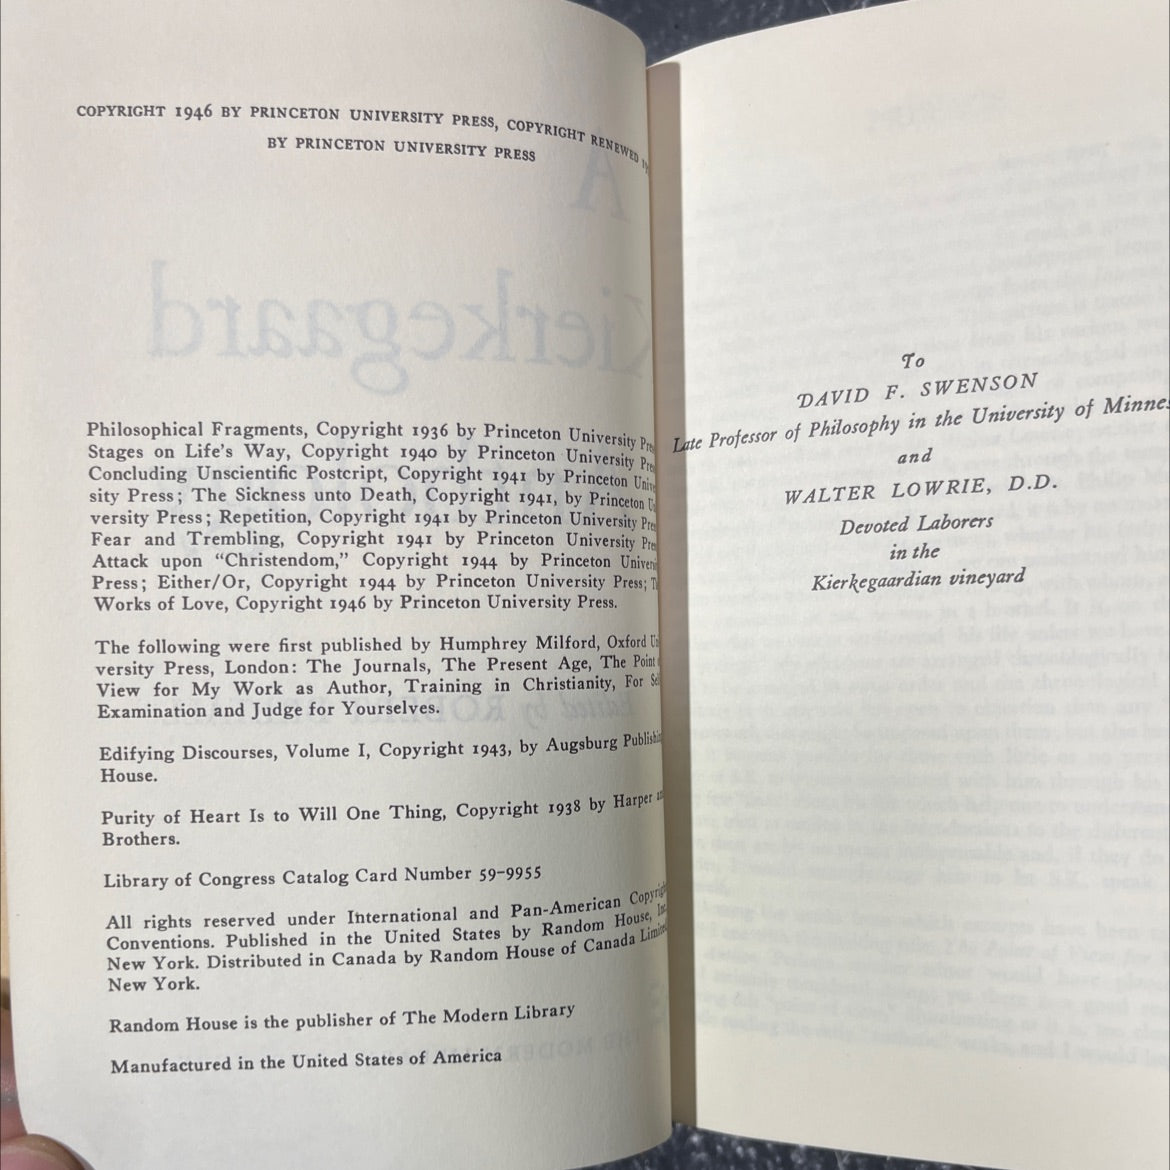 COPYRIGHT 1946 BY PRINCETON UNIVERSITY PRESS, COPYRIGHT RENEWED
BY PRINCETON UNIVERSITY PRESS
Philosophical Fragments, Copyright 1936 by Princeton University
Stages on Life's Way, Copyright 1940 by Princeton University
Concluding Unscientific Postcript, Copyright 1941 by Princeton Unive
sity Press; The Sickness unto Death, Copyright 1941, by Princeton
versity Press; Repetition, Copyright 1941 by Princeton University
Fear and Trembling, Copyright 1941 by Princeton University
Attack upon "Christendom," Copyright 1944 by Princeton Universi
Press; Either/Or, Copyright 1944 by Princeton University Press;
Works of Love, Copyright 1946 by Princeton University Press.
The following were first published by Humphrey Milford, Oxford
versity Press, London: The Journals, The Present Age, The Point
View for My Work as Author, Training in Christianity, For
Examination and Judge for Yourselves.
Edifying Discourses, Volume I, Copyright 1943, by Augsburg Publishin
House.
Purity of Heart Is to Will One Thing, Copyright 1938 by Harper
Brothers.
Library of Congress Catalog Card Number 59-9955
All rights reserved under International and Pan-American Copyrigh
Conventions. Published in the United States by Random House, Inc.
New York. Distributed in Canada by Random House of Canada Limited
New York.
Random House is the publisher of The Modern Library
Manufactured in the United States of America
To
DAVID F. SWENSON
Late Professor of Philosophy in the University of Minnes
and
WALTER LOWRIE, D.D.
Devoted Laborers
in the
Kierkegaardian vineyard